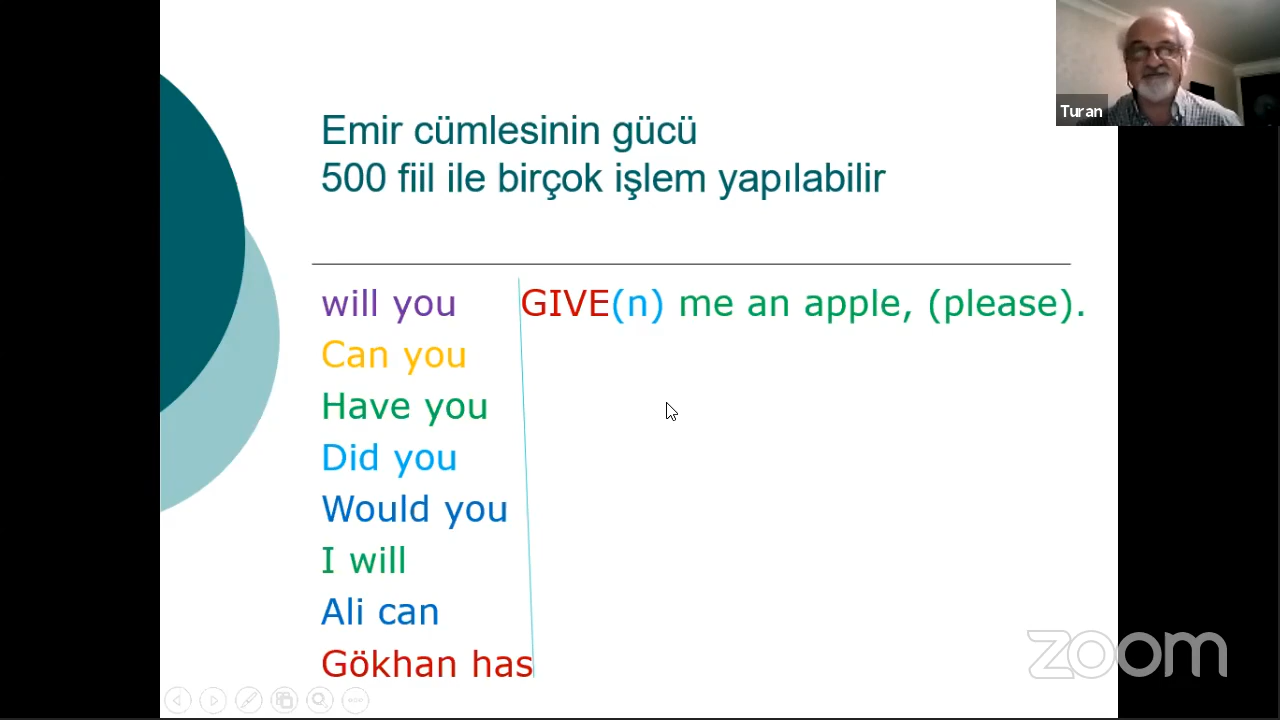 Turan
Emir cümlesinin gücü
500 fiil ile birçok işlem yapılabilir
will you GIVE(n) me an apple, (please).
Can you
Have you
Did you
Would you
I will
Ali can
Gökhan has
zoom